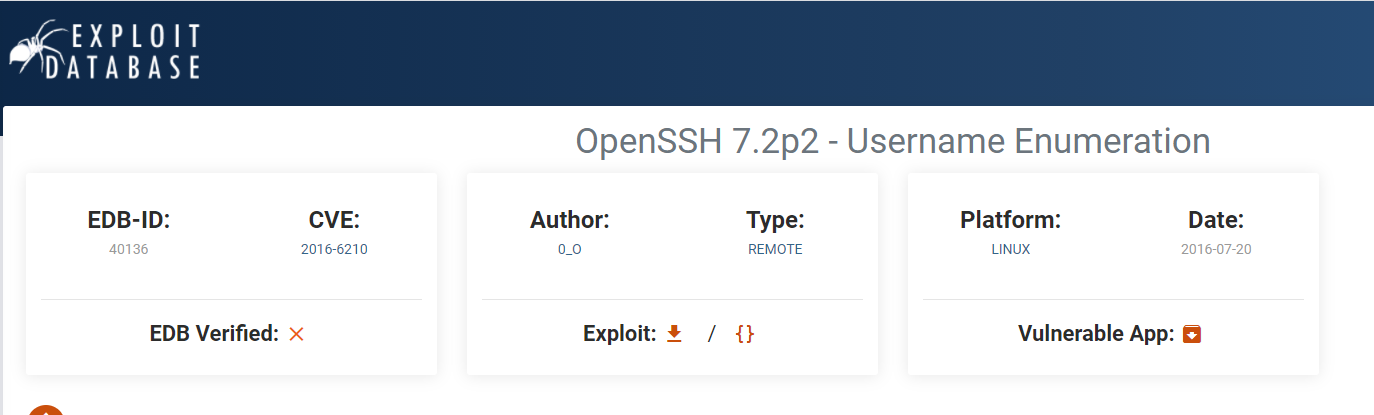 EXPLOIT
DATABASE
OpenSSH 7.2p2 - Username Enumeration
EDB-ID: CVE:
40136 2016-6210
EDB Verified:
Author: Type:
0_O REMOTE
Exploit: / {}
Platform: Date:
LINUX 2016-07-20
Vulnerable App: